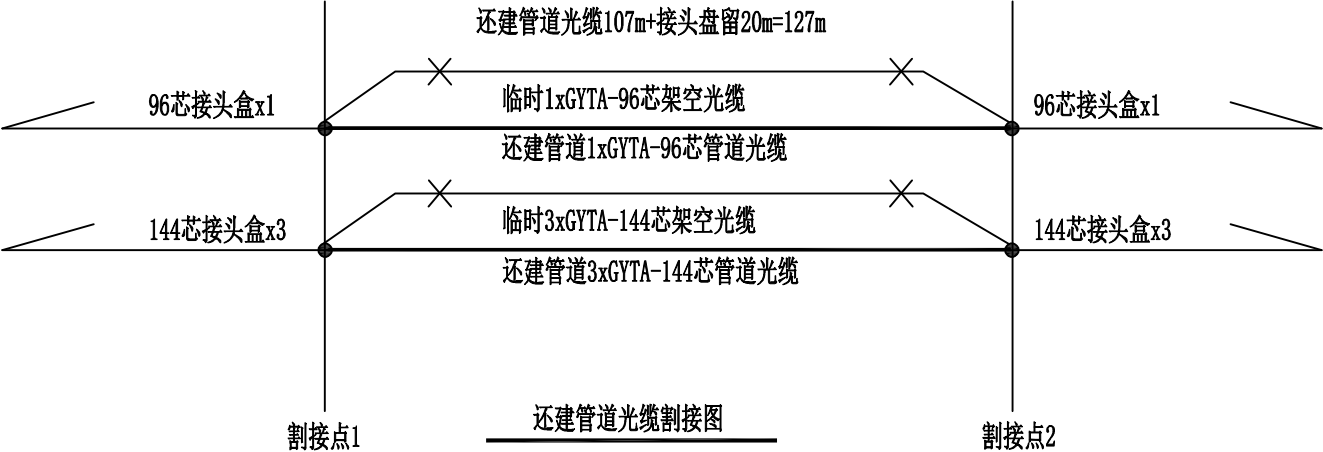 还建管道光缆107m+接头盘留20m=127m
96芯接头盒x1
临时1xGYTA-96芯架空光缆
96芯接头盒x1
还建管道1xGYTA-96芯管道光缆
144芯接头盒x3
临时3xGYTA-144芯架空光缆
144芯接头盒x3
还建管道3xGYTA-144芯管道光缆
还建管道光缆割接图
割接点1
割接点2